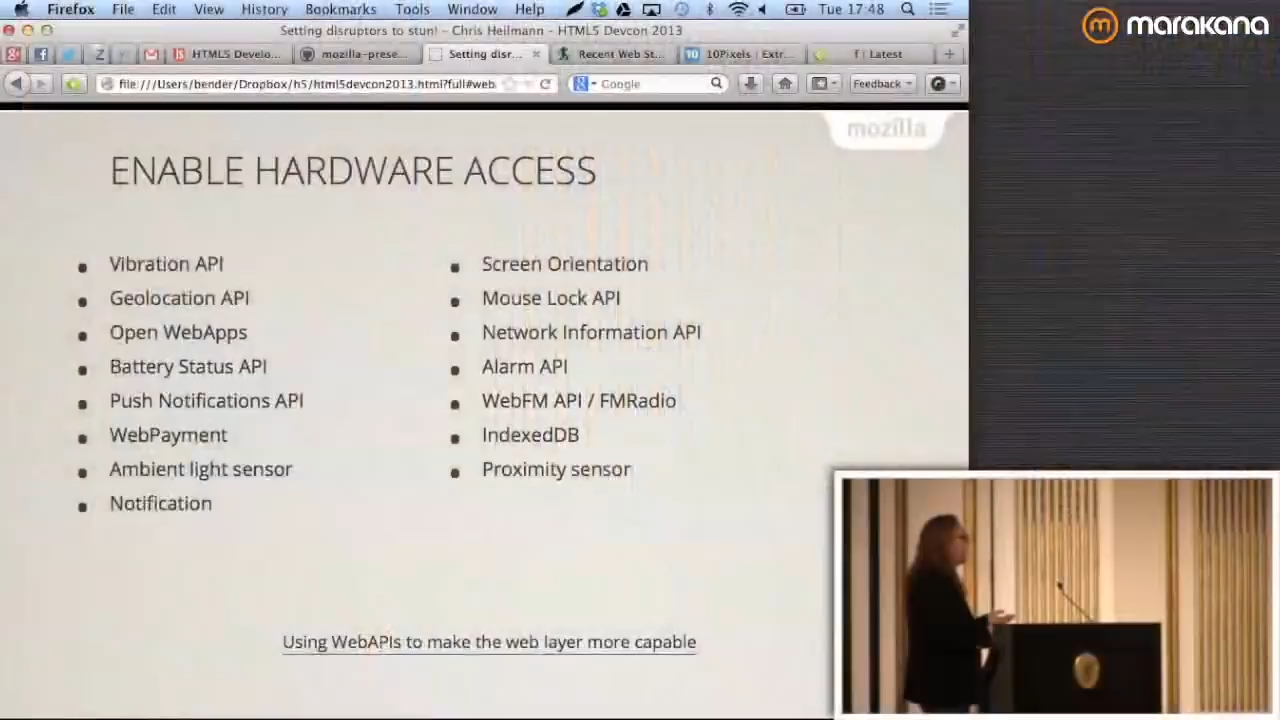 Firefox File Edit View History Bookmarks Tools Window Help Tue 17:48
marakana
Setting disruptors to stun! - Chris Heilmann - HTML5 Devcon 2013
HTML5 Develo... mozilla-prese... Setting disr... Recent Web St... 10Pixels | Extr... f | Latest
file:///Users/bender/Dropbox/h5/html5devcon2013.html?full#web Google Feedback
mozilla
ENABLE HARDWARE ACCESS
Vibration API
Geolocation API
Open WebApps
Battery Status API
Push Notifications API
WebPayment
Ambient light sensor
Notification
Screen Orientation
Mouse Lock API
Network Information API
Alarm API
WebFM API / FMRadio
IndexedDB
Proximity sensor
Using WebAPIs to make the web layer more capable